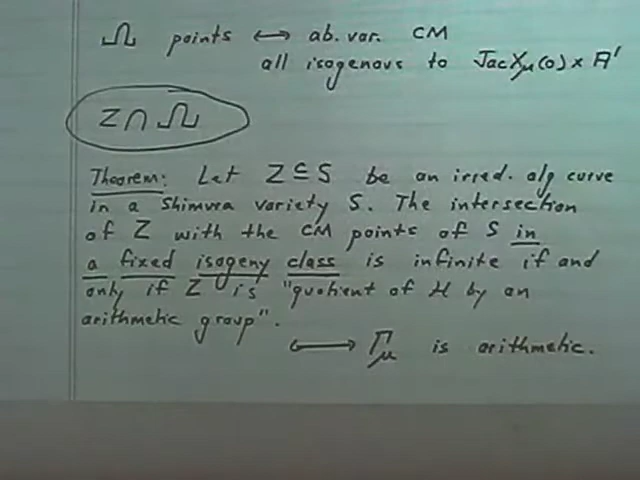 Ω points ↔ ab. var. CM
all isogenous to Jac Xμ(0) × A'
Z ∩ Ω
Theorem: Let Z ⊆ S be an irred. alg curve
in a Shimura variety S. The intersection
of Z with the CM points of S in
a fixed isogeny class is infinite if and
only if Z is "quotient of H by an
arithmetic group".
⟷ Γμ is arithmetic.